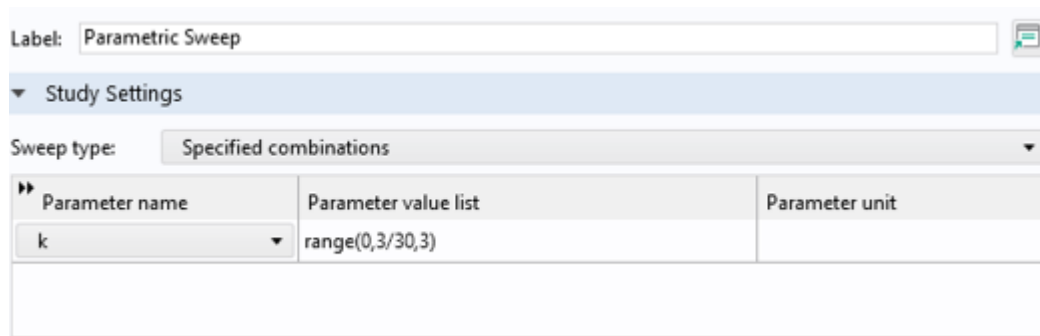 Label: Parametric Sweep
Study Settings
Sweep type: Specified combinations
Parameter name Parameter value list Parameter unit
k range(0,3/30,3)